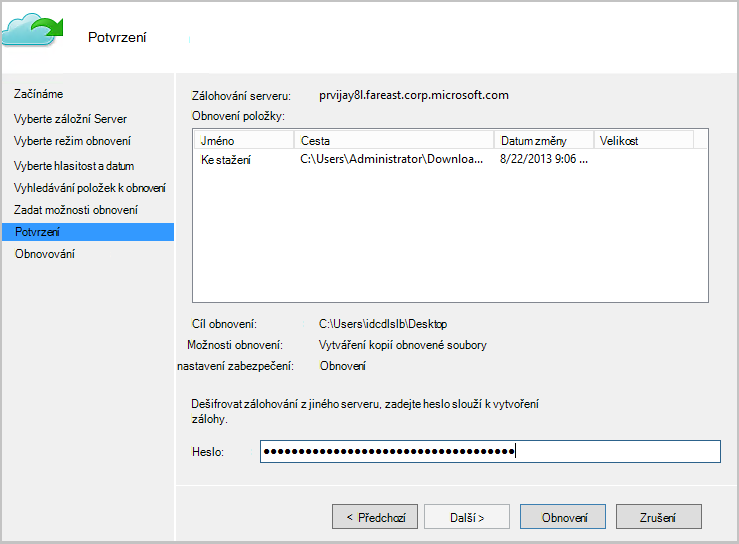 Potvrzení
Začínáme
Vyberte záložní Server
Vyberte režim obnovení
Vyberte hlasitost a datum
Vyhledávání položek k obnovení
Zadat možnosti obnovení
Potvrzení
Obnovování
Zálohování serveru: prvijay8l.fareast.corp.microsoft.com
Obnovení položky:
Jméno Cesta Datum změny Velikost
Ke stažení C:\Users\Administrator\Downloa... 8/22/2013 9:06 ...
Cíl obnovení: C:\Users\idcdlslb\Desktop
Možnosti obnovení: Vytváření kopií obnovené soubory
nastavení zabezpečení: Obnovení
Dešifrovat zálohování z jiného serveru, zadejte heslo slouží k vytvoření
zálohy.
Heslo: ●●●●●●●●●●●●●●●●●●●●●●●●●●●●●●●●●●●●
< Předchozí Další > Obnovení Zrušení